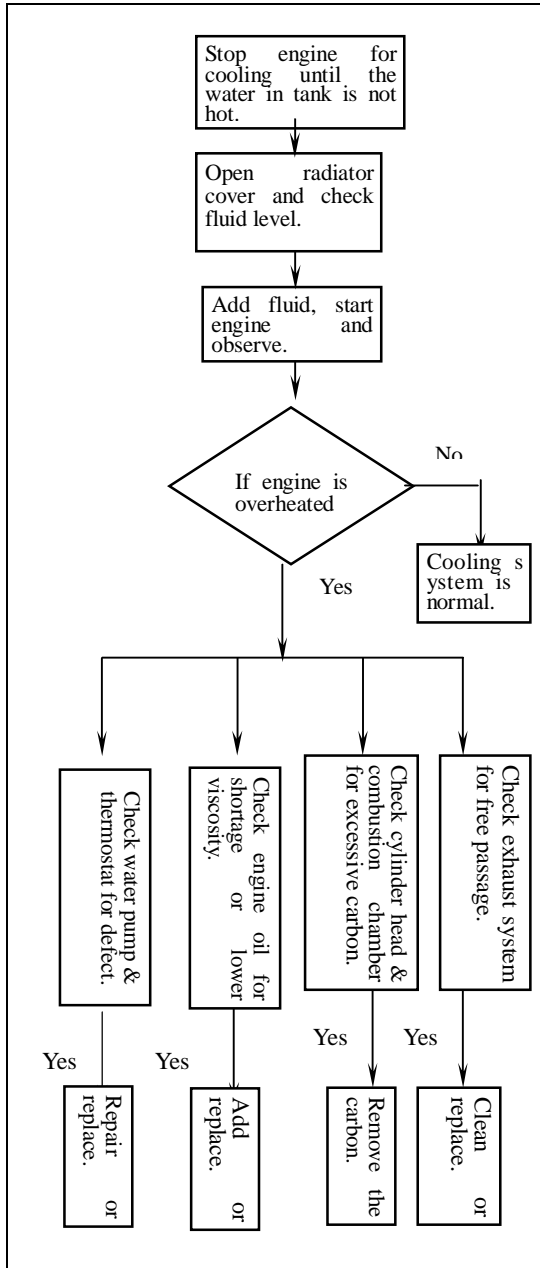 Stop engine for
cooling until the
water in tank is not
hot.
Open radiator
cover and check
fluid level.
Add fluid, start
engine and
observe.
If engine is
overheated
No
Cooling s
ystem is
normal.
Yes
Check water pump &
thermostat for defect.
Check engine oil for
shortage or lower
viscosity.
Check cylinder head &
combustion chamber
for excessive carbon.
Check exhaust system
for free passage.
Yes
Yes
Yes
Yes
Repair or
replace.
Add or
replace.
Remove the
carbon.
Clean or
replace.